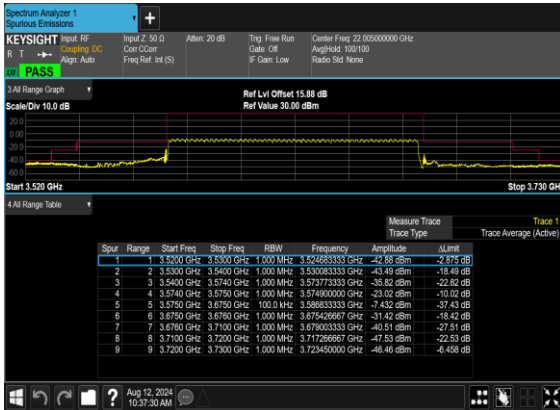 Spectrum Analyzer 1
Spurious Emissions
+
KEYSIGHT Input: RF Input Z: 50 Ω Atten: 20 dB Trig: Free Run Center Freq: 22.005000000 GHz
R T Coupling: DC Corr CCorr Gate: Off Avg|Hold: 100/100
Align: Auto Freq Ref: Int (S) IF Gain: Low Radio Std: None
PASS
3 All Range Graph
Ref Lvl Offset 15.88 dB
Scale/Div 10.0 dB Ref Value 30.00 dBm
20.0
0.00
-20.0
-40.0
-60.0
Start 3.520 GHz Stop 3.730 GH
4 All Range Table
Measure Trace Trace 1
Trace Type Trace Average (Active)
Spur Range Start Freq Stop Freq RBW Frequency Amplitude ΔLimit
1 1 3.5200 GHz 3.5300 GHz 1.000 MHz 3.524683333 GHz -42.88 dBm -2.875 dB
2 2 3.5300 GHz 3.5400 GHz 1.000 MHz 3.530083333 GHz -43.49 dBm -18.49 dB
3 3 3.5400 GHz 3.5740 GHz 1.000 MHz 3.573773333 GHz -35.82 dBm -22.82 dB
4 4 3.5740 GHz 3.5750 GHz 1.000 MHz 3.574900000 GHz -23.02 dBm -10.02 dB
5 5 3.5750 GHz 3.6750 GHz 100.0 kHz 3.586833333 GHz -7.432 dBm -37.43 dB
6 6 3.6750 GHz 3.6760 GHz 1.000 MHz 3.675426667 GHz -31.42 dBm -18.42 dB
7 7 3.6760 GHz 3.7100 GHz 1.000 MHz 3.679003333 GHz -40.51 dBm -27.51 dB
8 8 3.7100 GHz 3.7200 GHz 1.000 MHz 3.717266667 GHz -47.53 dBm -22.53 dB
9 9 3.7200 GHz 3.7300 GHz 1.000 MHz 3.723450000 GHz -46.46 dBm -6.458 dB
? Aug 12, 2024
10:37:30 AM